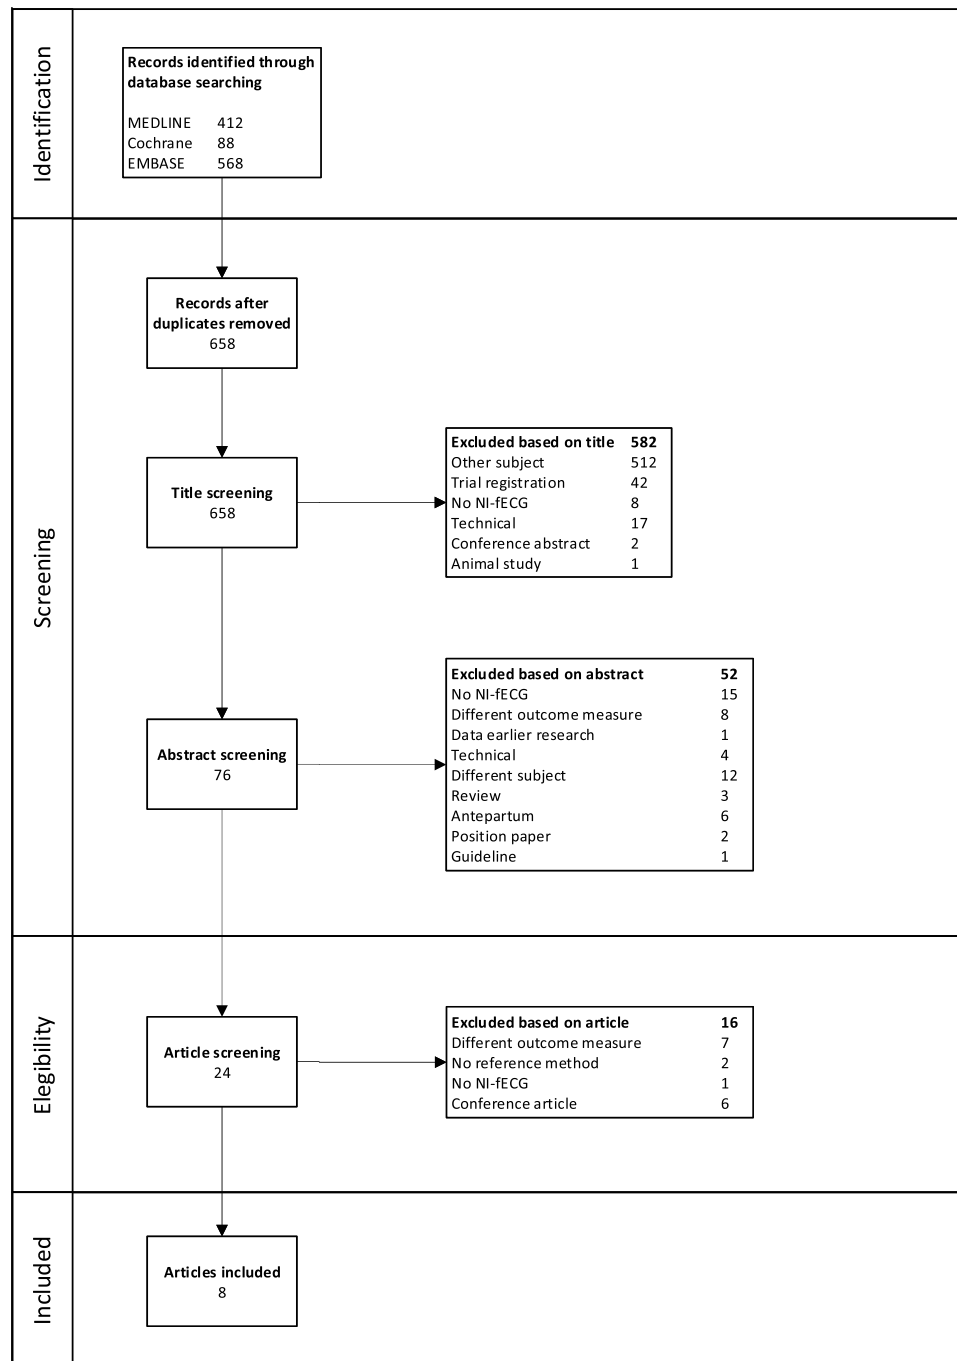 Identification
Records identified through
database searching
MEDLINE 412
Cochrane 88
EMBASE 568
Screening
Records after
duplicates removed
658
Title screening
658
Excluded based on title 582
Other subject 512
Trial registration 42
No NI-fECG 8
Technical 17
Conference abstract 2
Animal study 1
Abstract screening
76
Excluded based on abstract 52
No NI-fECG 15
Different outcome measure 8
Data earlier research 1
Technical 4
Different subject 12
Review 3
Antepartum 6
Position paper 2
Guideline 1
Elegibility
Article screening
24
Excluded based on article 16
Different outcome measure 7
No reference method 2
No NI-fECG 1
Conference article 6
Included
Articles included
8